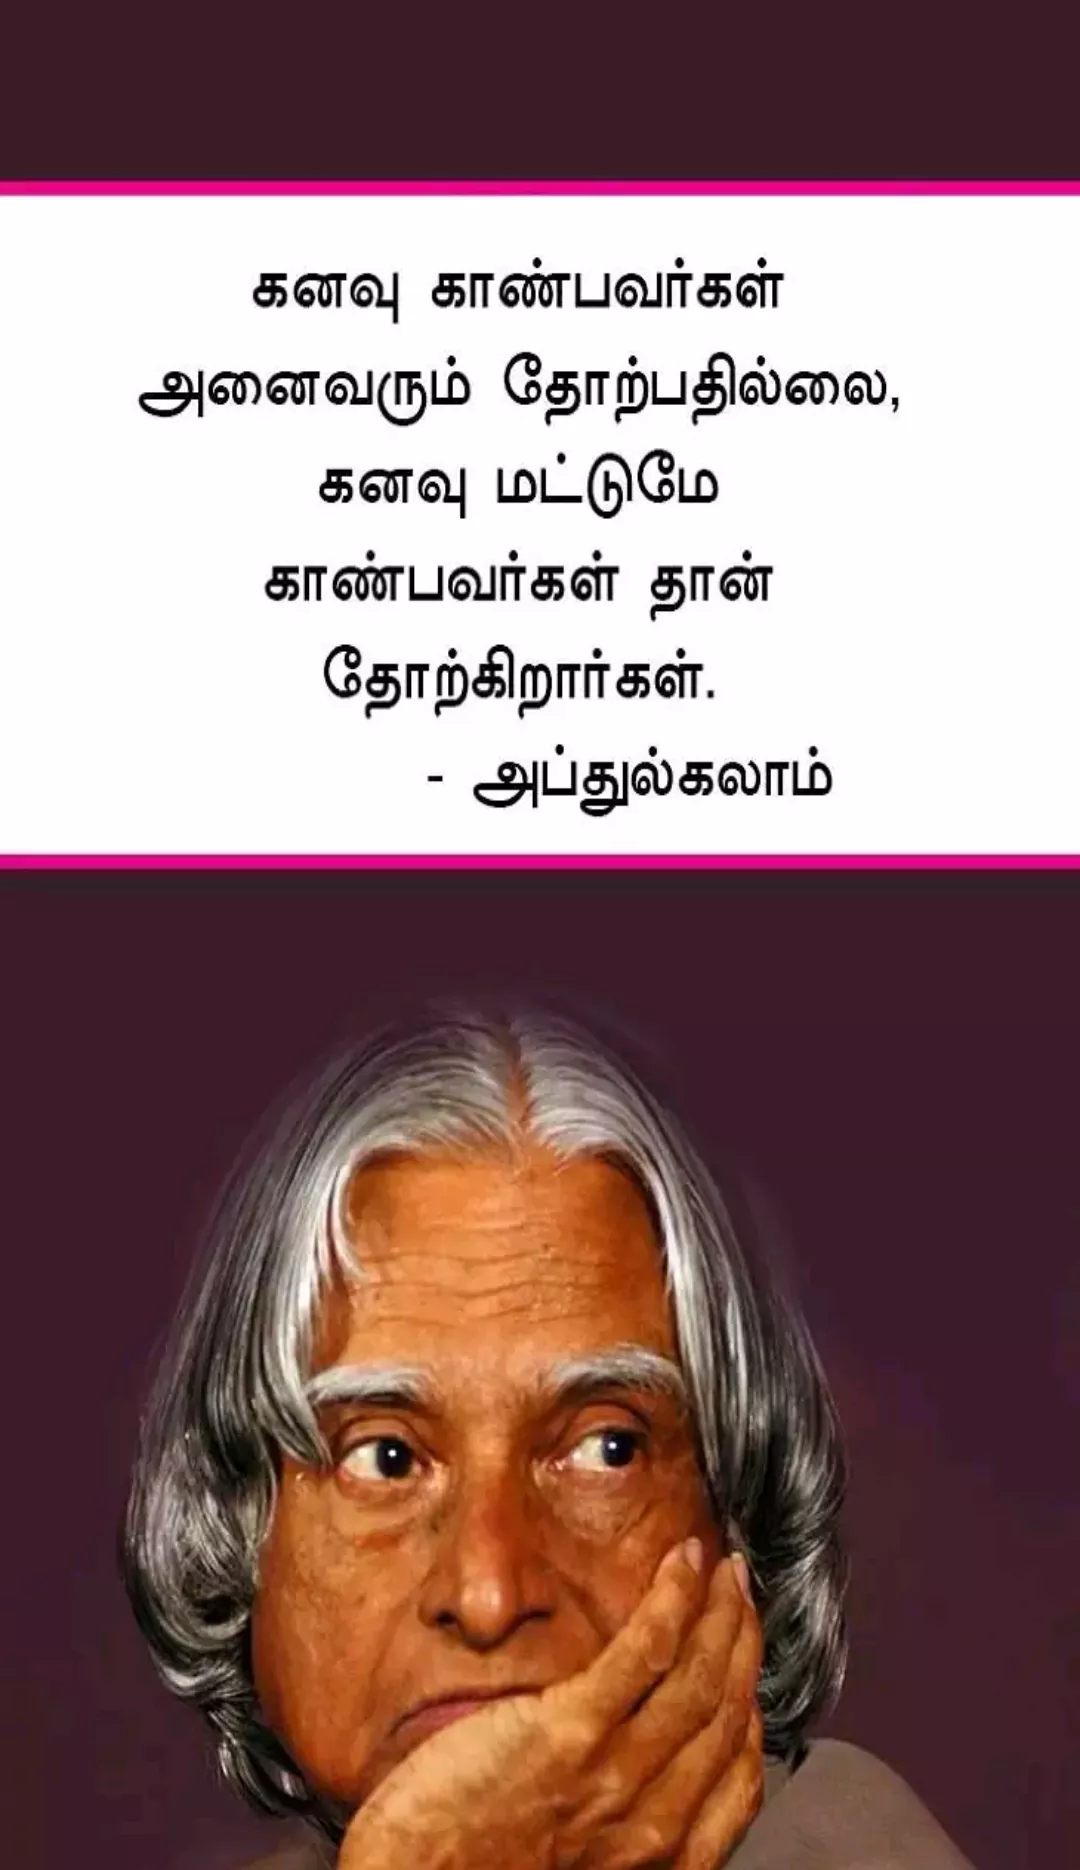 கனவு காண்பவர்கள்
அனைவரும் தோற்பதில்லை,
கனவு மட்டுமே
காண்பவர்கள் தான்
தோற்கிறார்கள்.
- அப்துல்கலாம்